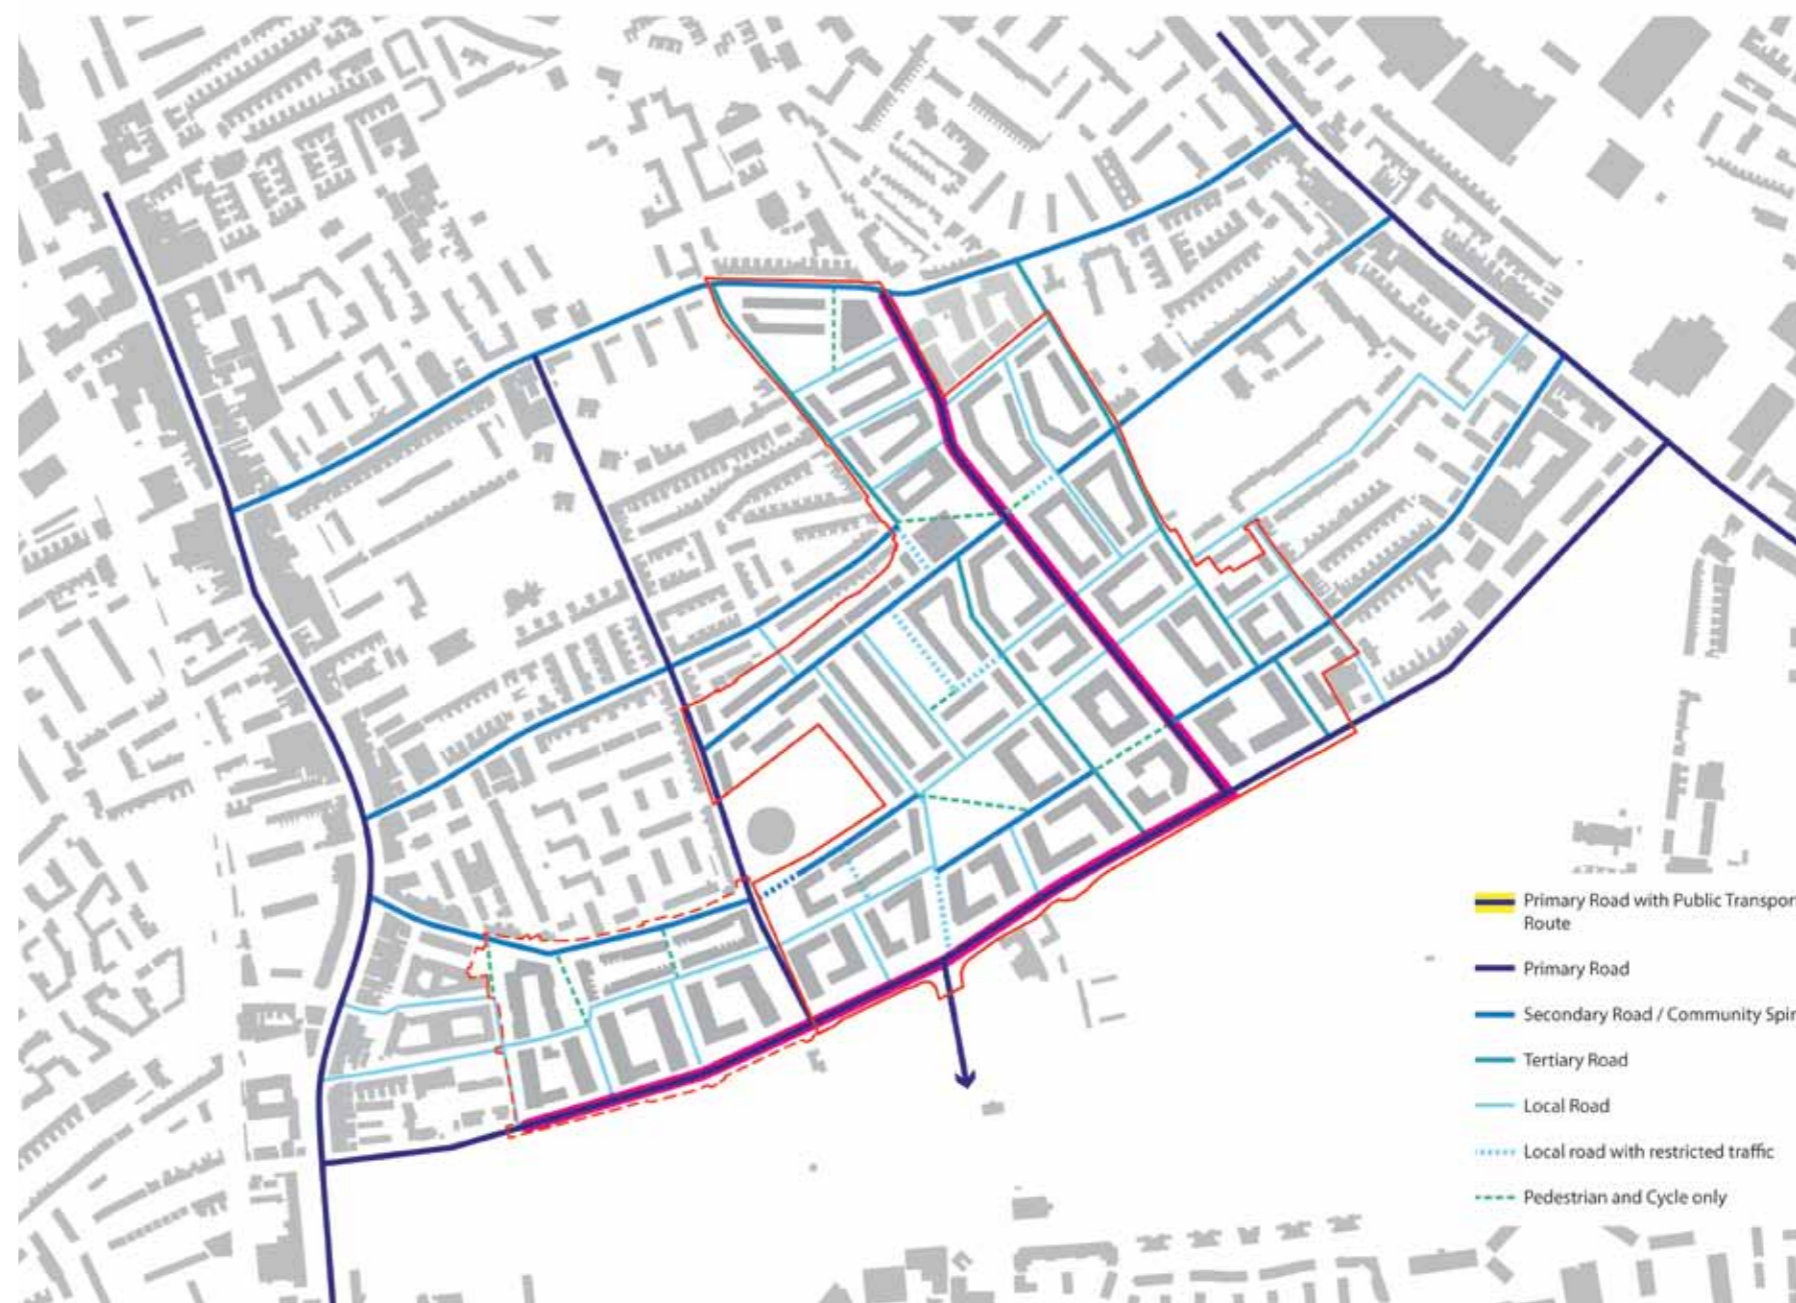 Primary Road with Public Transpor
Route
Primary Road
Secondary Road / Community Spin
Tertiary Road
Local Road
Local road with restricted traffic
Pedestrian and Cycle only